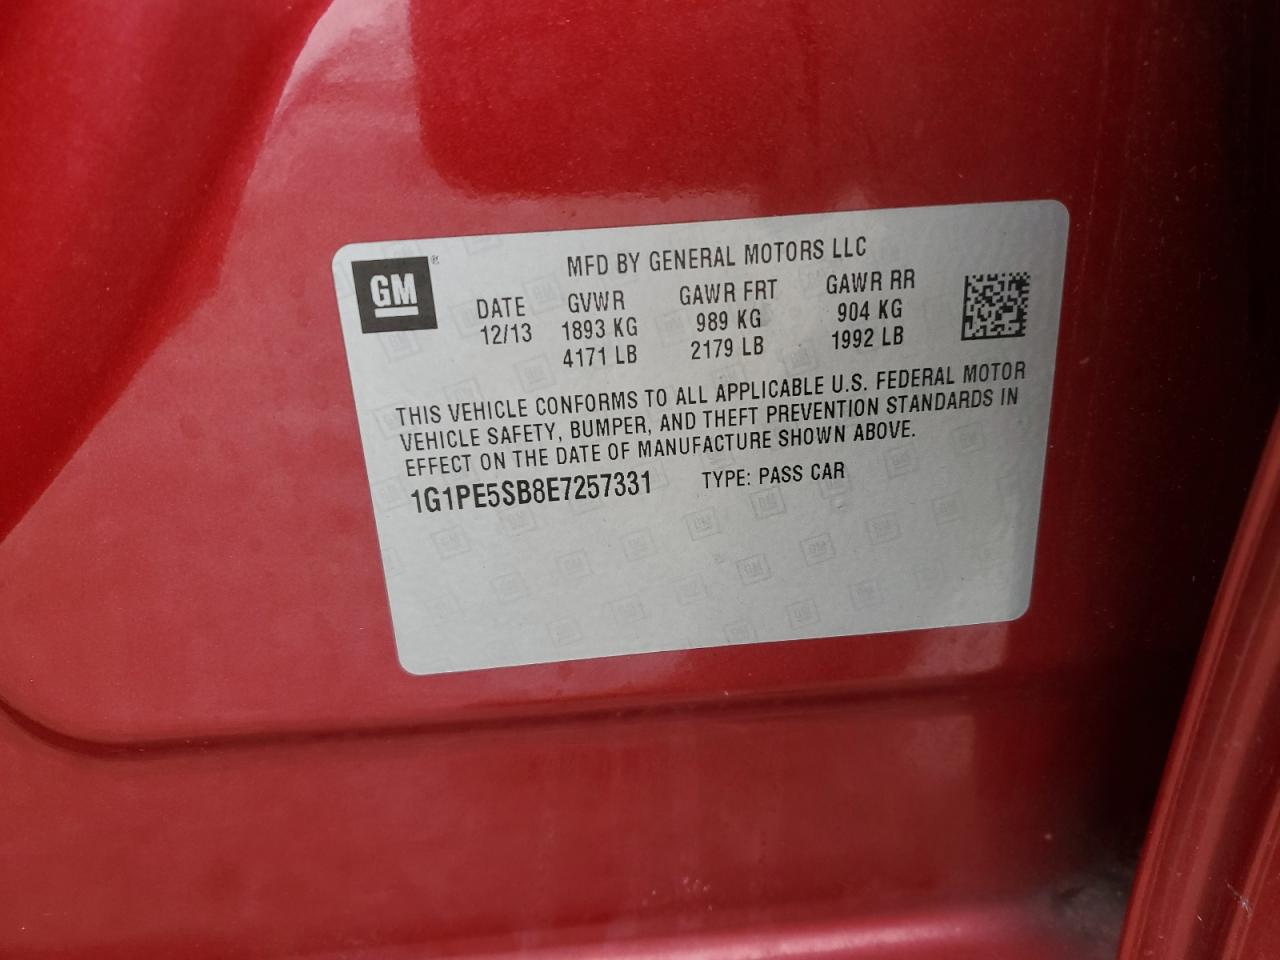 GM®
MFD BY GENERAL MOTORS LLC
DATE GVWR GAWR FRT GAWR RR
12/13 1893 KG 989 KG 904 KG
4171 LB 2179 LB 1992 LB
THIS VEHICLE CONFORMS TO ALL APPLICABLE U.S. FEDERAL MOTOR
VEHICLE SAFETY, BUMPER, AND THEFT PREVENTION STANDARDS IN
EFFECT ON THE DATE OF MANUFACTURE SHOWN ABOVE.
1G1PE5SB8E7257331 TYPE: PASS CAR